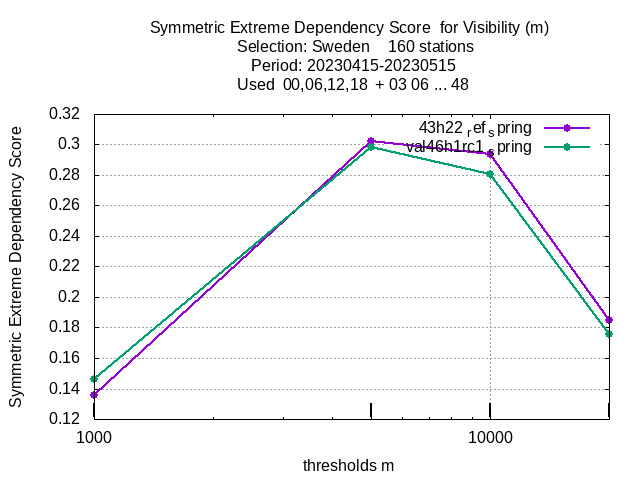 Symmetric Extreme Dependency Score for Visibility (m)
Selection: Sweden 160 stations
Period: 20230415-20230515
Used 00,06,12,18 + 03 06 ... 48
0.32
0.3
0.28
0.26
0.24
0.22
0.2
0.18
0.16
0.14
0.12
Symmetric Extreme Dependency Score
43h22 ref spring
val46h1rc1 spring
1000 10000
thresholds m